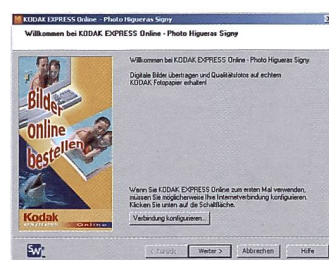 KODAK EXPRESS Online - Photo Higueras Signy
Willkommen bei KODAK EXPRESS Online - Photo Higueras Signy
Willkommen bei KODAK EXPRESS Online - Photo Higueras Signy
Digitale Bilder übertragen und Qualitätsfotos auf echtem
KODAK Fotopapier erhalten!
Bilder
online
bestellen
Wenn Sie KODAK EXPRESS Online zum ersten Mal verwenden,
müssen Sie möglicherweise Ihre Internetverbindung konfigurieren.
Klicken Sie unten auf die Schaltfläche.
Verbindung konfigurieren...
Kodak
express Online
SW
< Zurück
Weiter >
Abbrechen
Hilfe